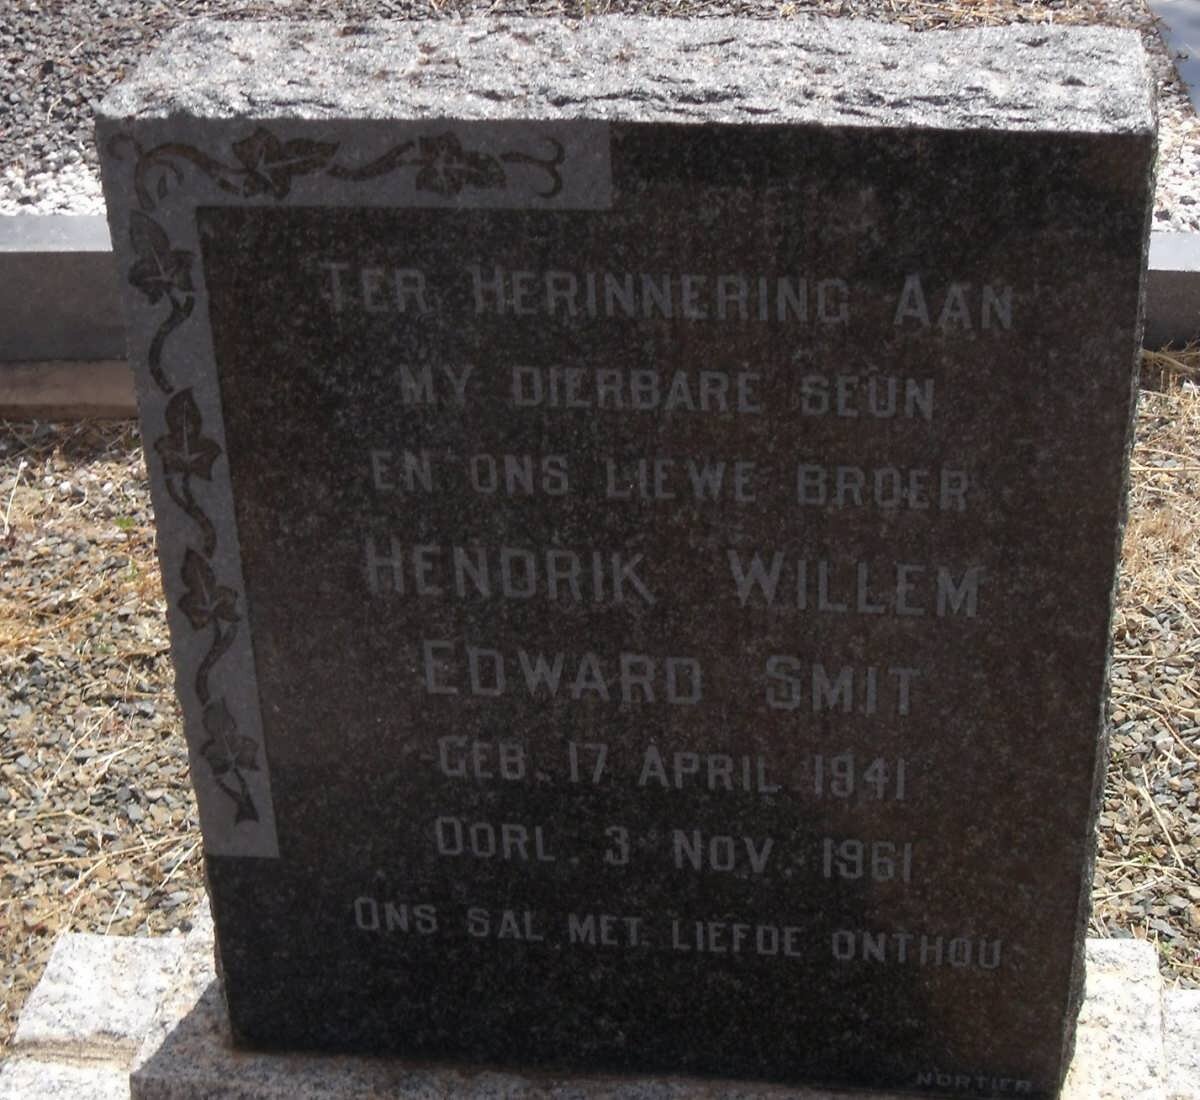 TER HERINNERING AAN
MY DIERBARE SEUN
EN ONS LIEWE BROER
HENDRIK WILLEM
EDWARD SMIT
GEB. 17 APRIL 1941
OORL. 3 NOV. 1961
ONS SAL MET LIEFDE ONTHOU
NORTIER